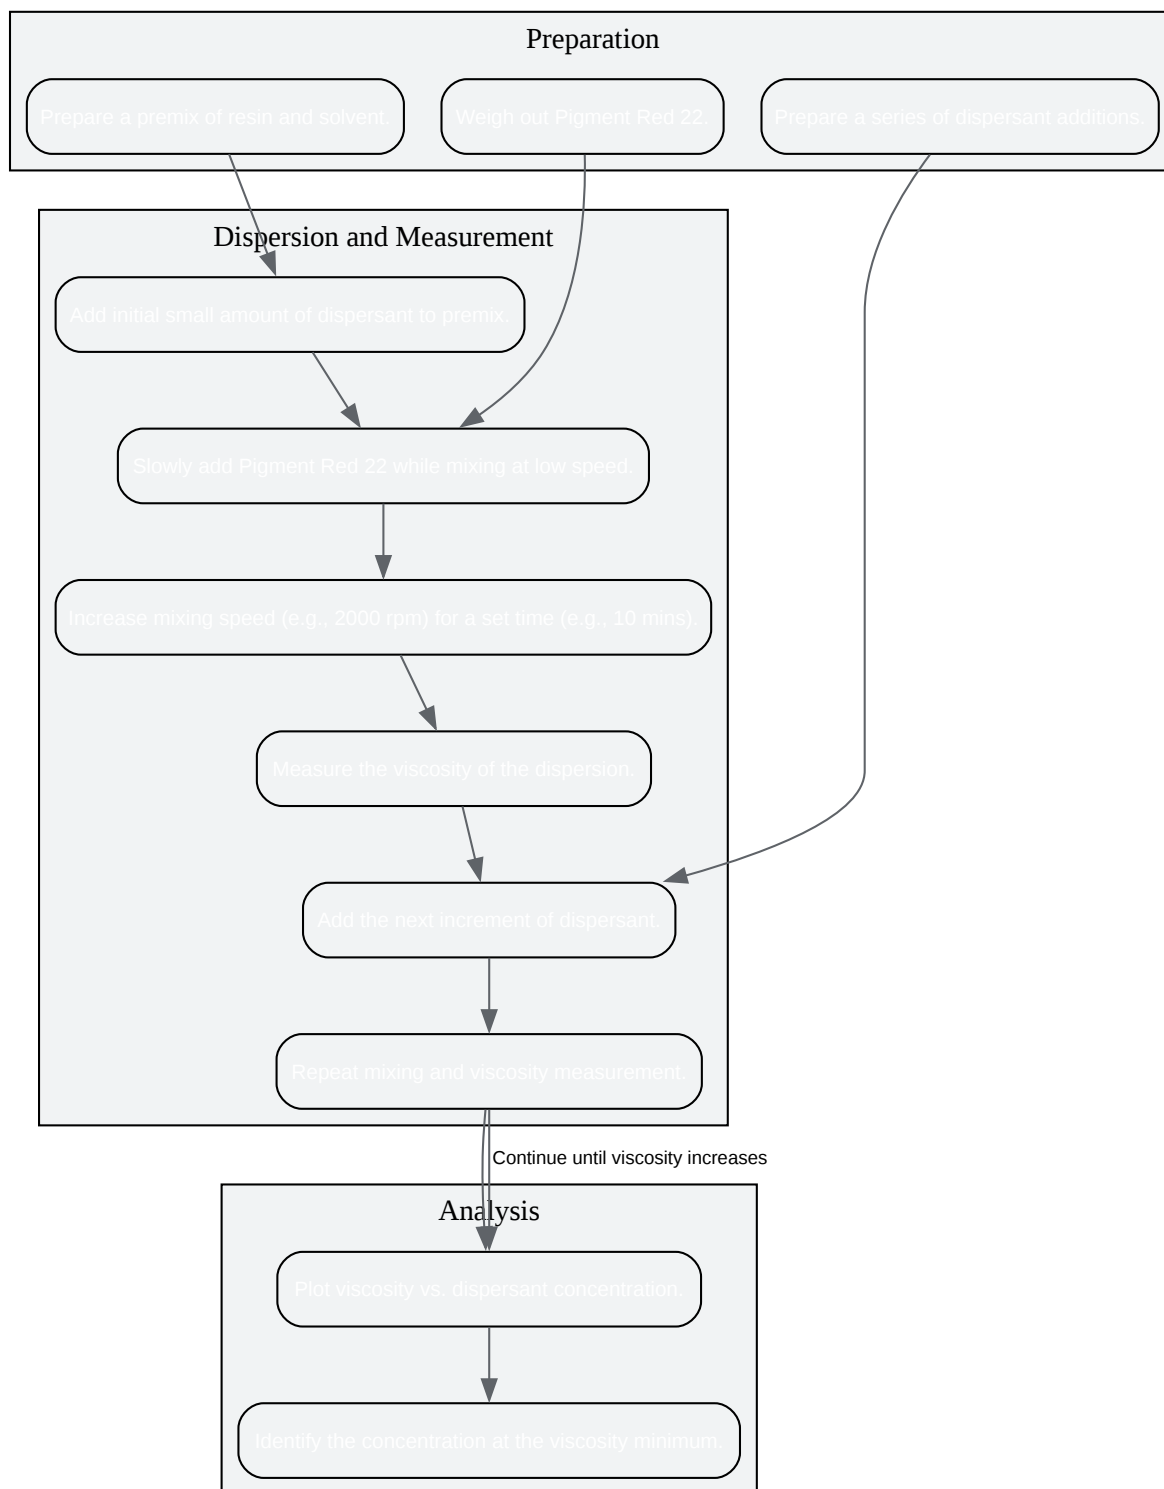 Preparation
Prepare a premix of resin and solvent.
Weigh out Pigment Red 22.
Prepare a series of dispersant additions.
Dispersion and Measurement
Add initial small amount of dispersant to premix.
Slowly add Pigment Red 22 while mixing at low speed.
Increase mixing speed (e.g., 2000 rpm) for a set time (e.g., 10 mins).
Measure the viscosity of the dispersion.
Add the next increment of dispersant.
Repeat mixing and viscosity measurement.
Continue until viscosity increases
Analysis
Plot viscosity vs. dispersant concentration.
Identify the concentration at the viscosity minimum.